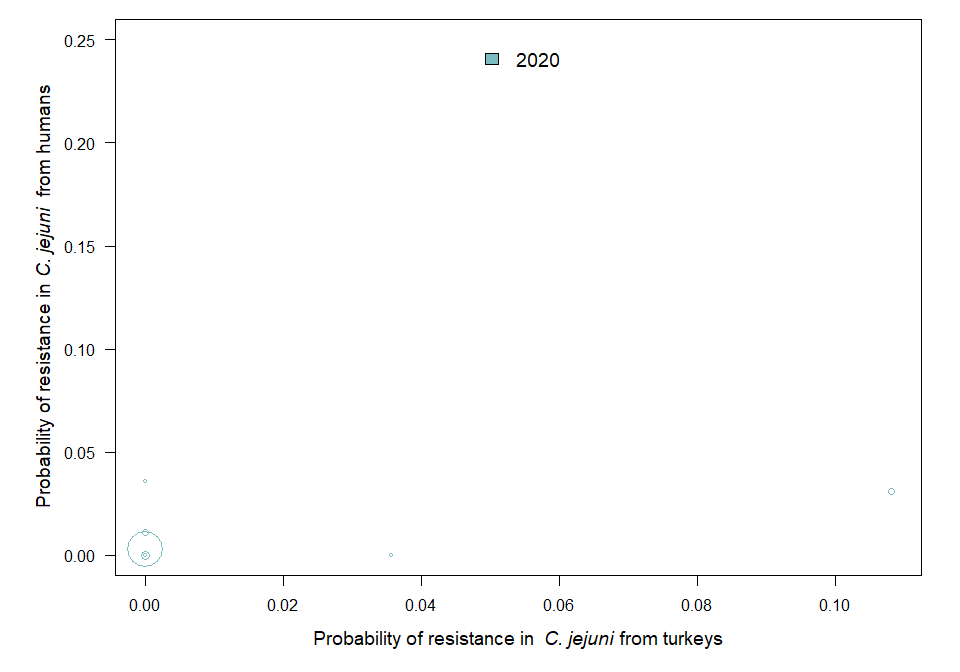 0.25
2020
0.20
0.15
0.10
0.05
0.00
Probability of resistance in C. jejuni from humans
0.00 0.02 0.04 0.06 0.08 0.10
Probability of resistance in C. jejuni from turkeys